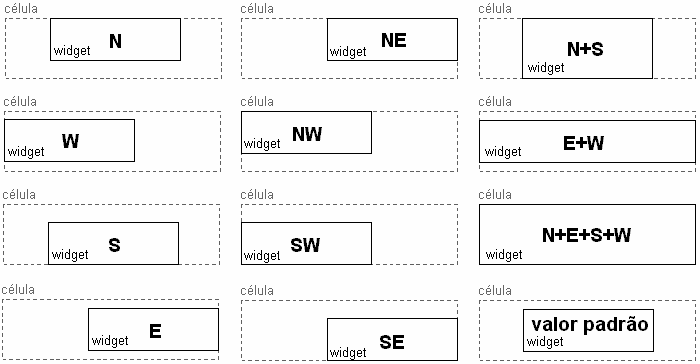 célula
N
widget
célula
NE
widget
célula
N+S
widget
célula
W
widget
célula
NW
widget
célula
E+W
widget
célula
S
widget
célula
SW
widget
célula
N+E+S+W
widget
célula
E
widget
célula
SE
widget
célula
valor padrão
widget